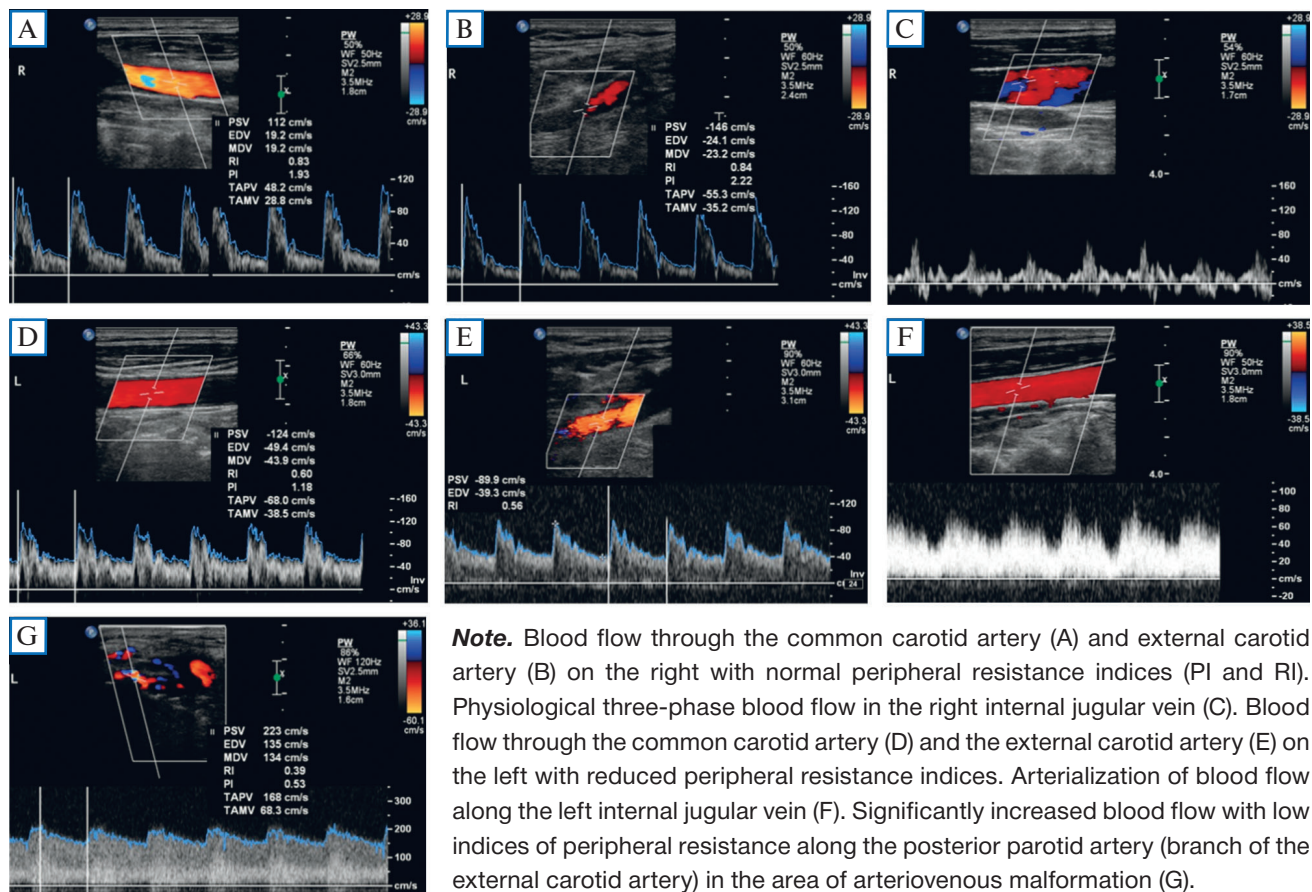 A
R
PW
50%
WF 50Hz
SV2.5mm
M2
3.5MHz
1.8cm
+28.9
-28.9
cm/s
x
PSV 112 cm/s
EDV 19.2 cm/s
MDV 19.2 cm/s
RI 0.83
PI 1.93
TAPV 48.2 cm/s
TAMV 28.8 cm/s
120
80
40
cm/s
B
R
PW
50%
WF 60Hz
SV2.5mm
M2
3.5MHz
2.4cm
+28.9
-28.9
cm/s
x
PSV -146 cm/s
EDV -24.1 cm/s
MDV -23.2 cm/s
RI 0.84
PI 2.22
TAPV -55.3 cm/s
TAMV -35.2 cm/s
-160
-120
-80
-40
Inv
cm/s
C
R
PW
54%
WF 60Hz
SV2.5mm
M2
3.5MHz
1.7cm
+28.9
-28.9
cm/s
x
4.0
160
120
80
40
cm/s
D
L
PW
66%
WF 60Hz
SV3.0mm
M2
3.5MHz
1.8cm
+43.3
-43.3
cm/s
x
PSV -124 cm/s
EDV -49.4 cm/s
MDV -43.9 cm/s
RI 0.60
PI 1.18
TAPV -68.0 cm/s
TAMV -38.5 cm/s
-160
-120
-80
-40
Inv
cm/s
E
L
PW
90%
WF 60Hz
SV3.0mm
M2
3.5MHz
3.1cm
+43.3
-43.3
cm/s
x
PSV -89.9 cm/s
EDV -39.3 cm/s
RI 0.56
-120
-80
-40
Inv
24
F
L
PW
90%
WF 50Hz
SV3.0mm
M2
3.5MHz
1.8cm
+38.5
-38.5
cm/s
x
4.0
100
80
60
40
20
cm/s
-20
G
L
PW
86%
WF 120Hz
SV2.5mm
M2
3.5MHz
1.6cm
+36.1
-60.1
cm/s
x
PSV 223 cm/s
EDV 135 cm/s
MDV 134 cm/s
RI 0.39
PI 0.53
TAPV 168 cm/s
TAMV 68.3 cm/s
300
200
100
cm/s
Note. Blood flow through the common carotid artery (A) and external carotid
artery (B) on the right with normal peripheral resistance indices (PI and RI).
Physiological three-phase blood flow in the right internal jugular vein (C). Blood
flow through the common carotid artery (D) and the external carotid artery (E) on
the left with reduced peripheral resistance indices. Arterialization of blood flow
along the left internal jugular vein (F). Significantly increased blood flow with low
indices of peripheral resistance along the posterior parotid artery (branch of the
external carotid artery) in the area of arteriovenous malformation (G).